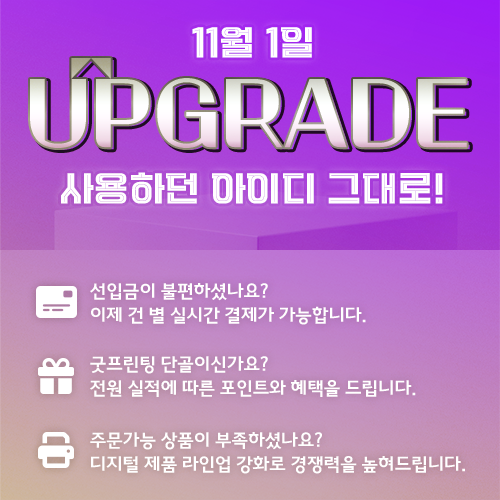 11월 1일
UPGRADE
사용하던 아이디 그대로!
선입금이 불편하셨나요?
이제 건 별 실시간 결제가 가능합니다.
굿프린팅 단골이신가요?
전원 실적에 따른 포인트와 혜택을 드립니다.
주문가능 상품이 부족하셨나요?
디지털 제품 라인업 강화로 경쟁력을 높혀드립니다.